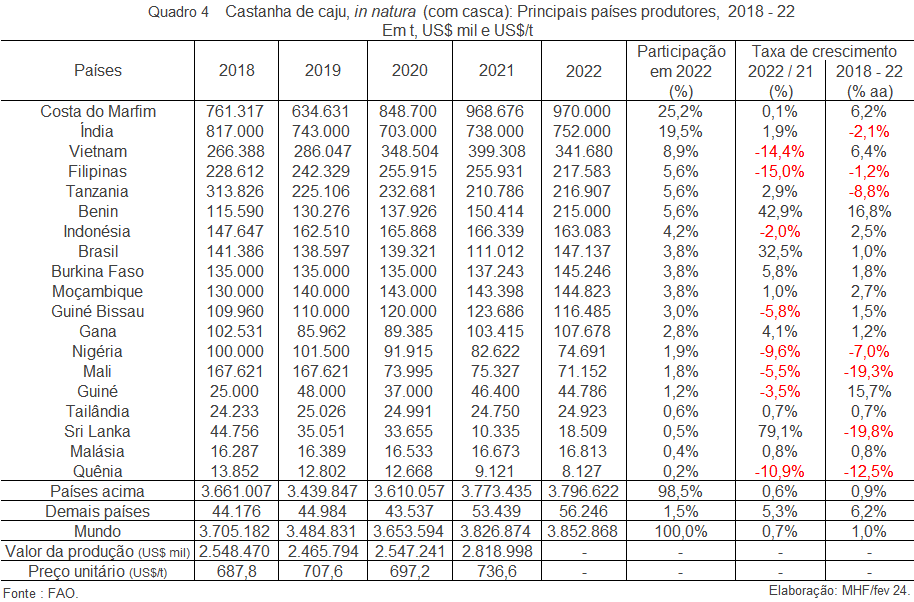 Quadro 4 Castanha de caju, in natura (com casca): Principais países produtores, 2018 - 22
Em t, US$ mil e US$/t
Participação Taxa de crescimento
Países 2018 2019 2020 2021 2022 em 2022 2022 / 21 2018 - 22
(%) (%) (% aa)
Costa do Marfim 761.317 634.631 848.700 968.676 970.000 25,2% 0,1% 6,2%
Índia 817.000 743.000 703.000 738.000 752.000 19,5% 1,9% -2,1%
Vietnam 266.388 286.047 348.504 399.308 341.680 8,9% -14,4% 6,4%
Filipinas 228.612 242.329 255.915 255.931 217.583 5,6% -15,0% -1,2%
Tanzania 313.826 225.106 232.681 210.786 216.907 5,6% 2,9% -8,8%
Benin 115.590 130.276 137.926 150.414 215.000 5,6% 42,9% 16,8%
Indonésia 147.647 162.510 165.868 166.339 163.083 4,2% -2,0% 2,5%
Brasil 141.386 138.597 139.321 111.012 147.137 3,8% 32,5% 1,0%
Burkina Faso 135.000 135.000 135.000 137.243 145.246 3,8% 5,8% 1,8%
Moçambique 130.000 140.000 143.000 143.398 144.823 3,8% 1,0% 2,7%
Guiné Bissau 109.960 110.000 120.000 123.686 116.485 3,0% -5,8% 1,5%
Gana 102.531 85.962 89.385 103.415 107.678 2,8% 4,1% 1,2%
Nigéria 100.000 101.500 91.915 82.622 74.691 1,9% -9,6% -7,0%
Mali 167.621 167.621 73.995 75.327 71.152 1,8% -5,5% -19,3%
Guiné 25.000 48.000 37.000 46.400 44.786 1,2% -3,5% 15,7%
Tailândia 24.233 25.026 24.991 24.750 24.923 0,6% 0,7% 0,7%
Sri Lanka 44.756 35.051 33.655 10.335 18.509 0,5% 79,1% -19,8%
Malásia 16.287 16.389 16.533 16.673 16.813 0,4% 0,8% 0,8%
Quênia 13.852 12.802 12.668 9.121 8.127 0,2% -10,9% -12,5%
Países acima 3.661.007 3.439.847 3.610.057 3.773.435 3.796.622 98,5% 0,6% 0,9%
Demais países 44.176 44.984 43.537 53.439 56.246 1,5% 5,3% 6,2%
Mundo 3.705.182 3.484.831 3.653.594 3.826.874 3.852.868 100,0% 0,7% 1,0%
Valor da produção (US$ mil) 2.548.470 2.465.794 2.547.241 2.818.998 - - - -
Preço unitário (US$/t) 687,8 707,6 697,2 736,6 - - - -
Fonte : FAO. Elaboração: MHF/fev 24.